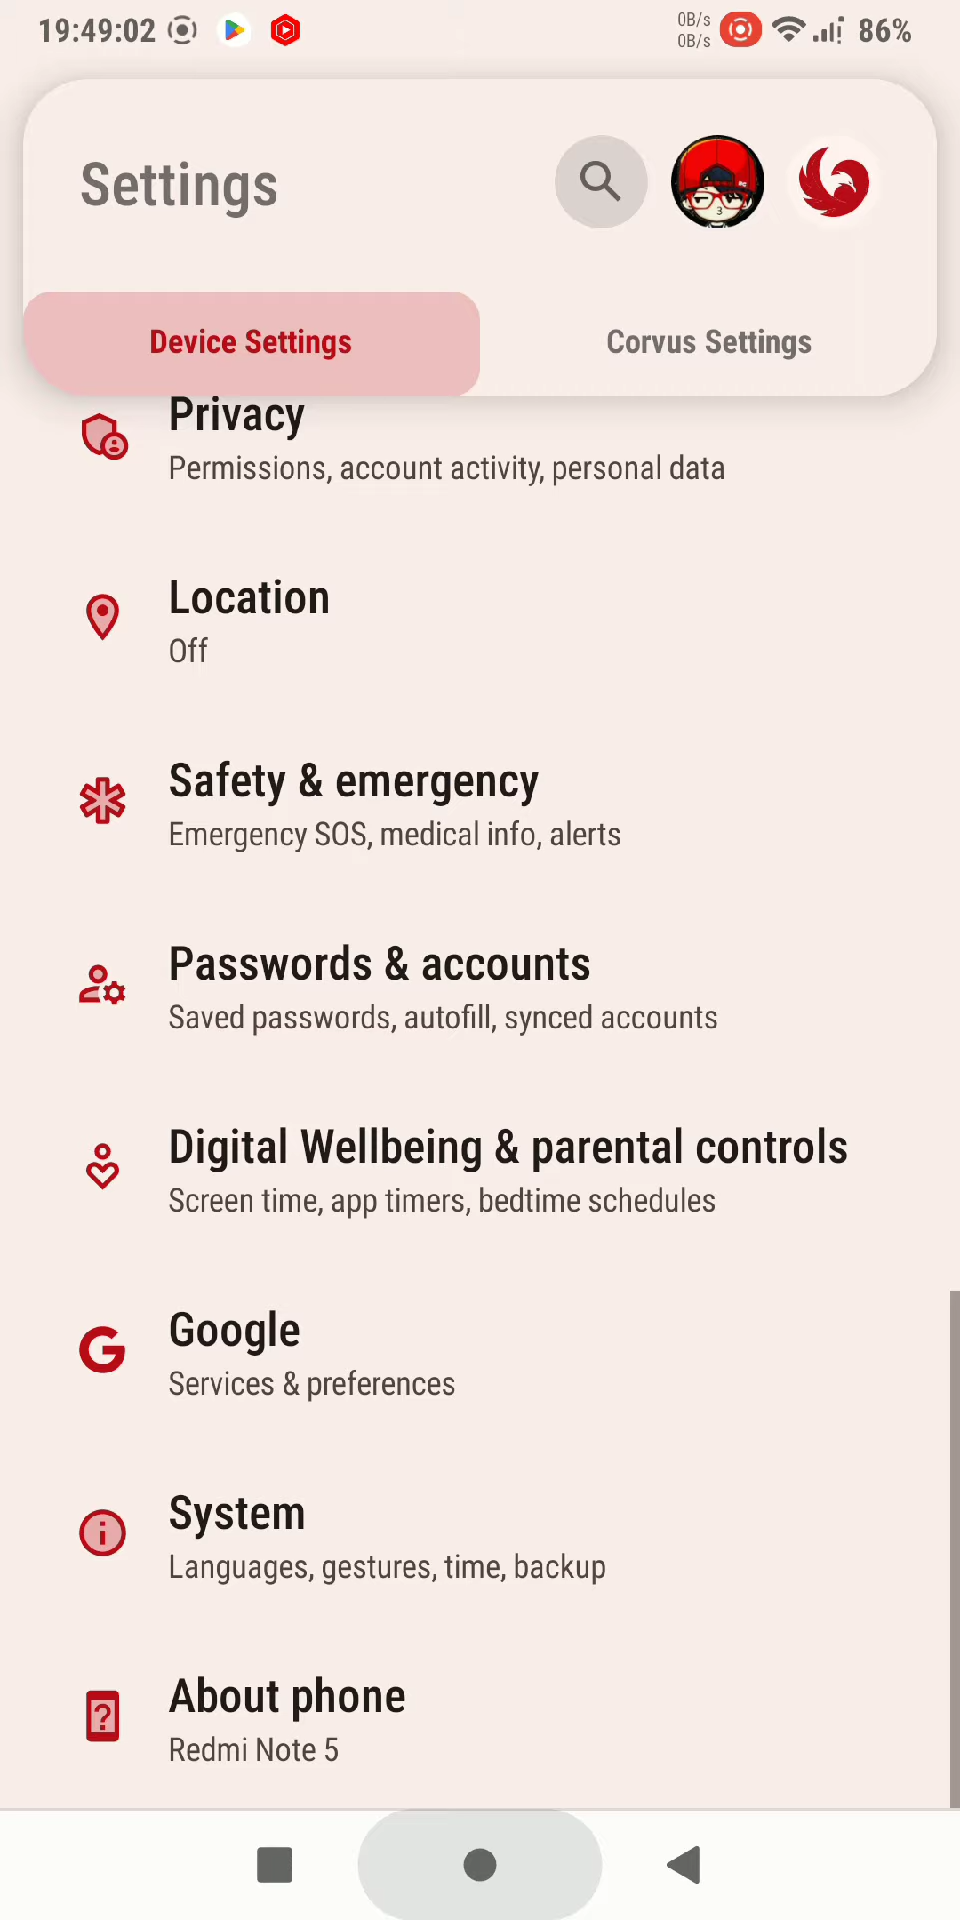 19:49:02
0B/s
0B/s
86%
Settings
Device Settings
Corvus Settings
Privacy
Permissions, account activity, personal data
Location
Off
Safety & emergency
Emergency SOS, medical info, alerts
Passwords & accounts
Saved passwords, autofill, synced accounts
Digital Wellbeing & parental controls
Screen time, app timers, bedtime schedules
Google
Services & preferences
System
Languages, gestures, time, backup
About phone
Redmi Note 5